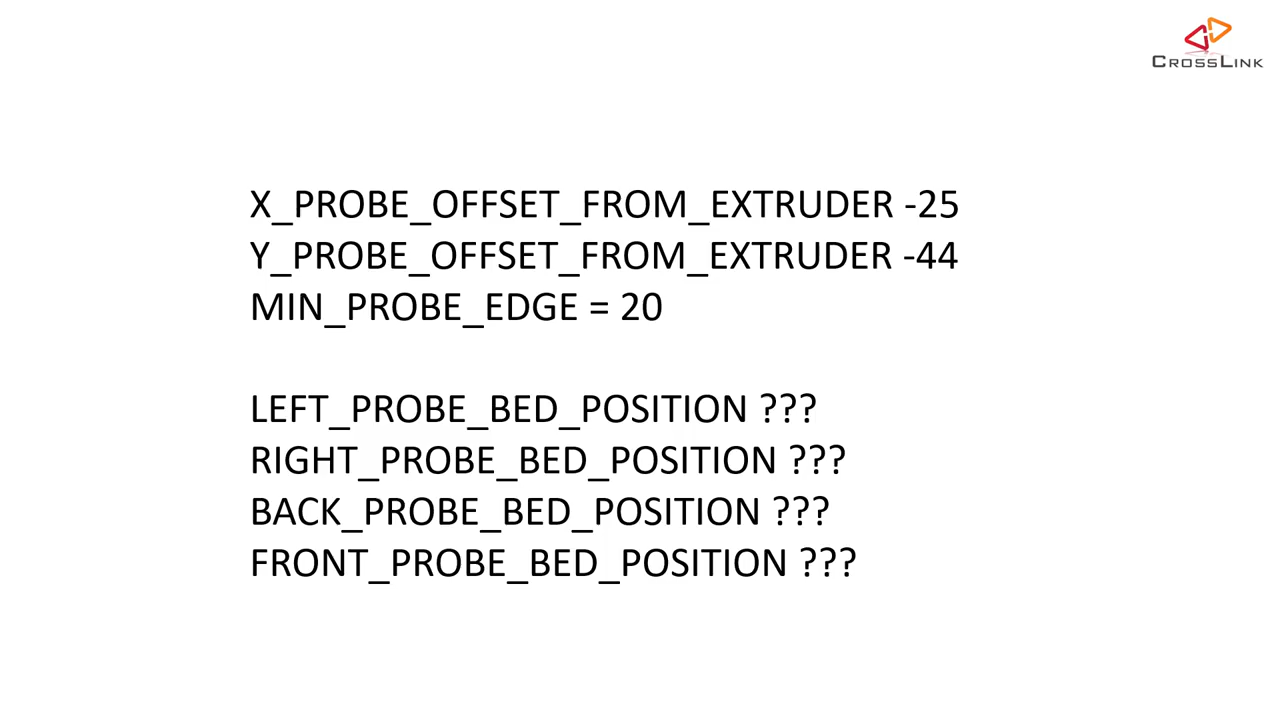 CROSSLINK
X_PROBE_OFFSET_FROM_EXTRUDER -25
Y_PROBE_OFFSET_FROM_EXTRUDER -44
MIN_PROBE_EDGE = 20
LEFT_PROBE_BED_POSITION ???
RIGHT_PROBE_BED_POSITION ???
BACK_PROBE_BED_POSITION ???
FRONT_PROBE_BED_POSITION ???